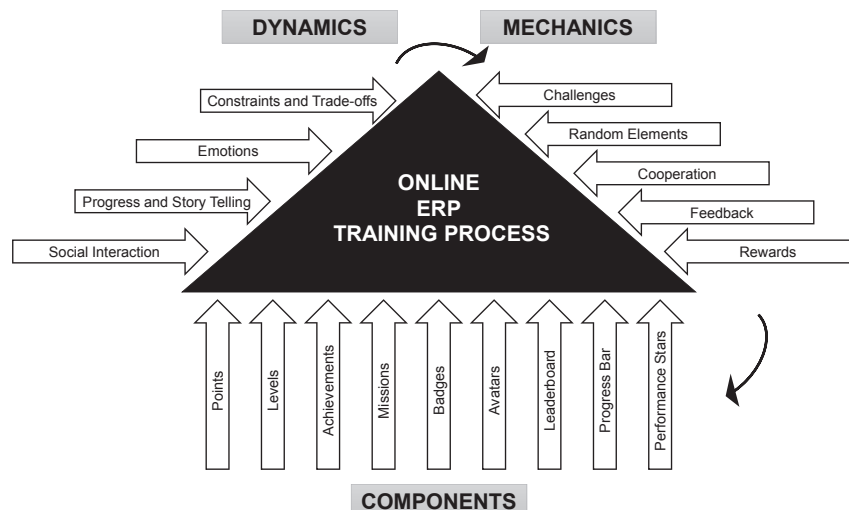 DYNAMICS
MECHANICS
Constraints and Trade-offs
Emotions
Progress and Story Telling
Social Interaction
Challenges
Random Elements
Cooperation
Feedback
Rewards
ONLINE
ERP
TRAINING PROCESS
Points
Levels
Achievements
Missions
Badges
Avatars
Leaderboard
Progress Bar
Performance Stars
COMPONENTS